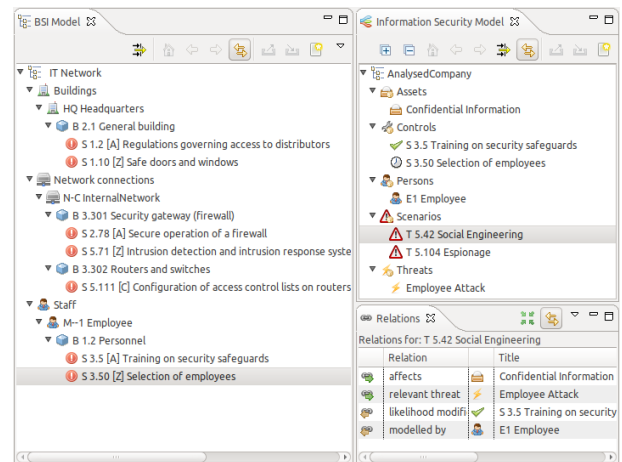 BSI Model
IT Network
Buildings
HQ Headquarters
B 2.1 General building
S 1.2 [A] Regulations governing access to distributors
S 1.10 [Z] Safe doors and windows
Network connections
N-C InternalNetwork
B 3.301 Security gateway (firewall)
S 2.78 [A] Secure operation of a firewall
S 5.71 [Z] Intrusion detection and intrusion response syste
B 3.302 Routers and switches
S 5.111 [C] Configuration of access control lists on routers
Staff
M--1 Employee
B 1.2 Personnel
S 3.5 [A] Training on security safeguards
S 3.50 [Z] Selection of employees
Information Security Model
AnalysedCompany
Assets
Confidential Information
Controls
S 3.5 Training on security safeguards
S 3.50 Selection of employees
Persons
E1 Employee
Scenarios
T 5.42 Social Engineering
T 5.104 Espionage
Threats
Employee Attack
Relations
Relations for: T 5.42 Social Engineering
Relation Title
affects Confidential Information
relevant threat Employee Attack
likelihood modifi S 3.5 Training on security
modelled by E1 Employee